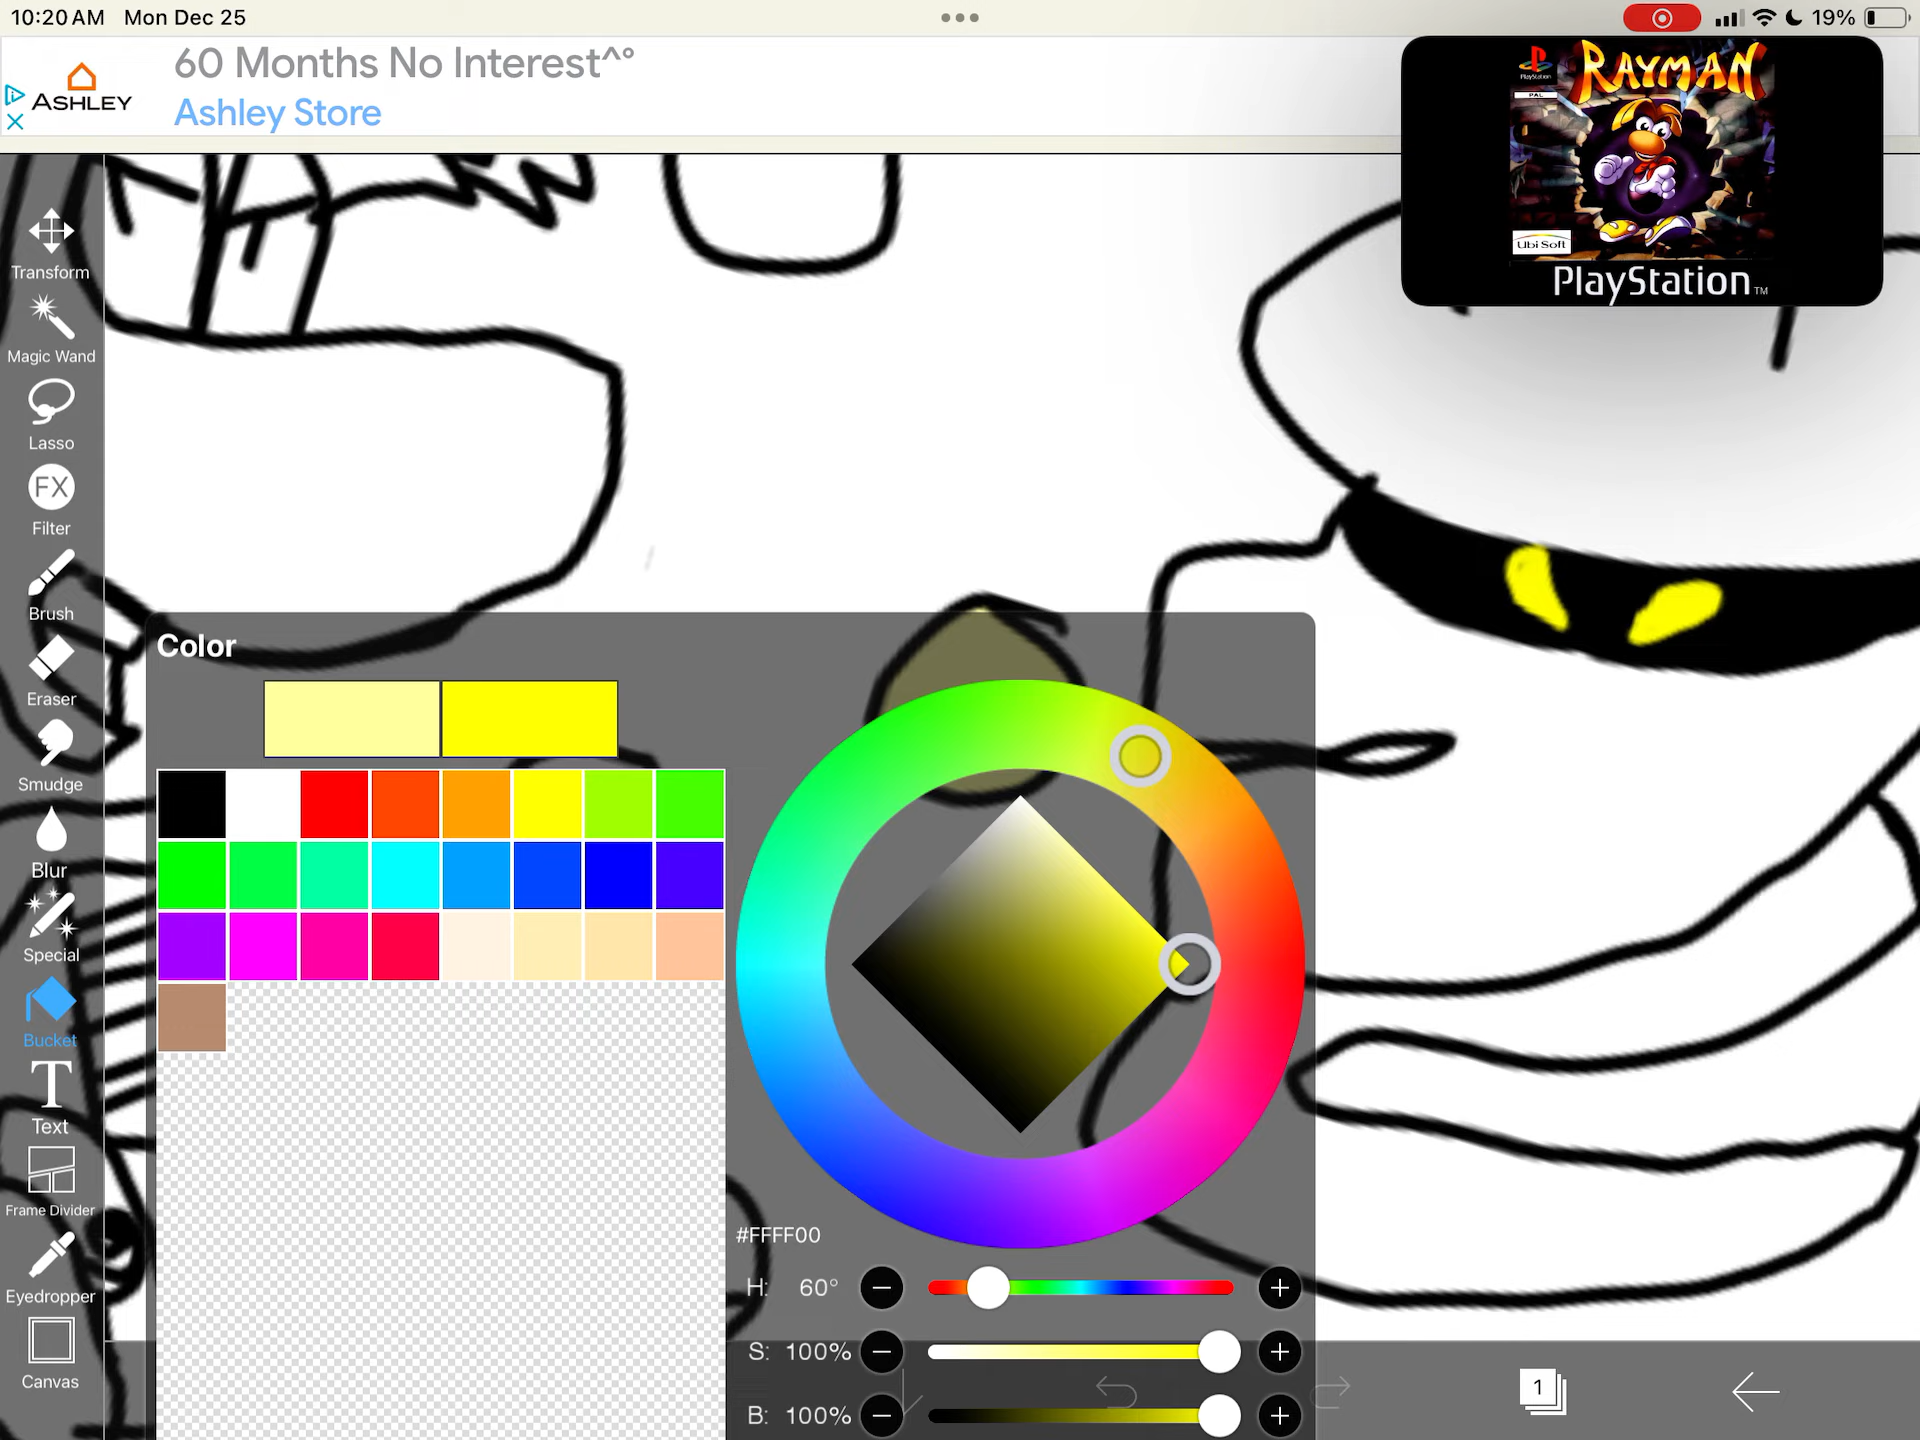 10:20 AM Mon Dec 25
19%
60 Months No Interest^°
ASHLEY
Ashley Store
PlayStation
PAL
RAYMAN
Ubi Soft
PlayStation™
Transform
Magic Wand
Lasso
FX
Filter
Brush
Eraser
Smudge
Blur
Special
Bucket
T
Text
Frame Divider
Eyedropper
Canvas
Color
#FFFF00
H: 60°
S: 100%
B: 100%
1